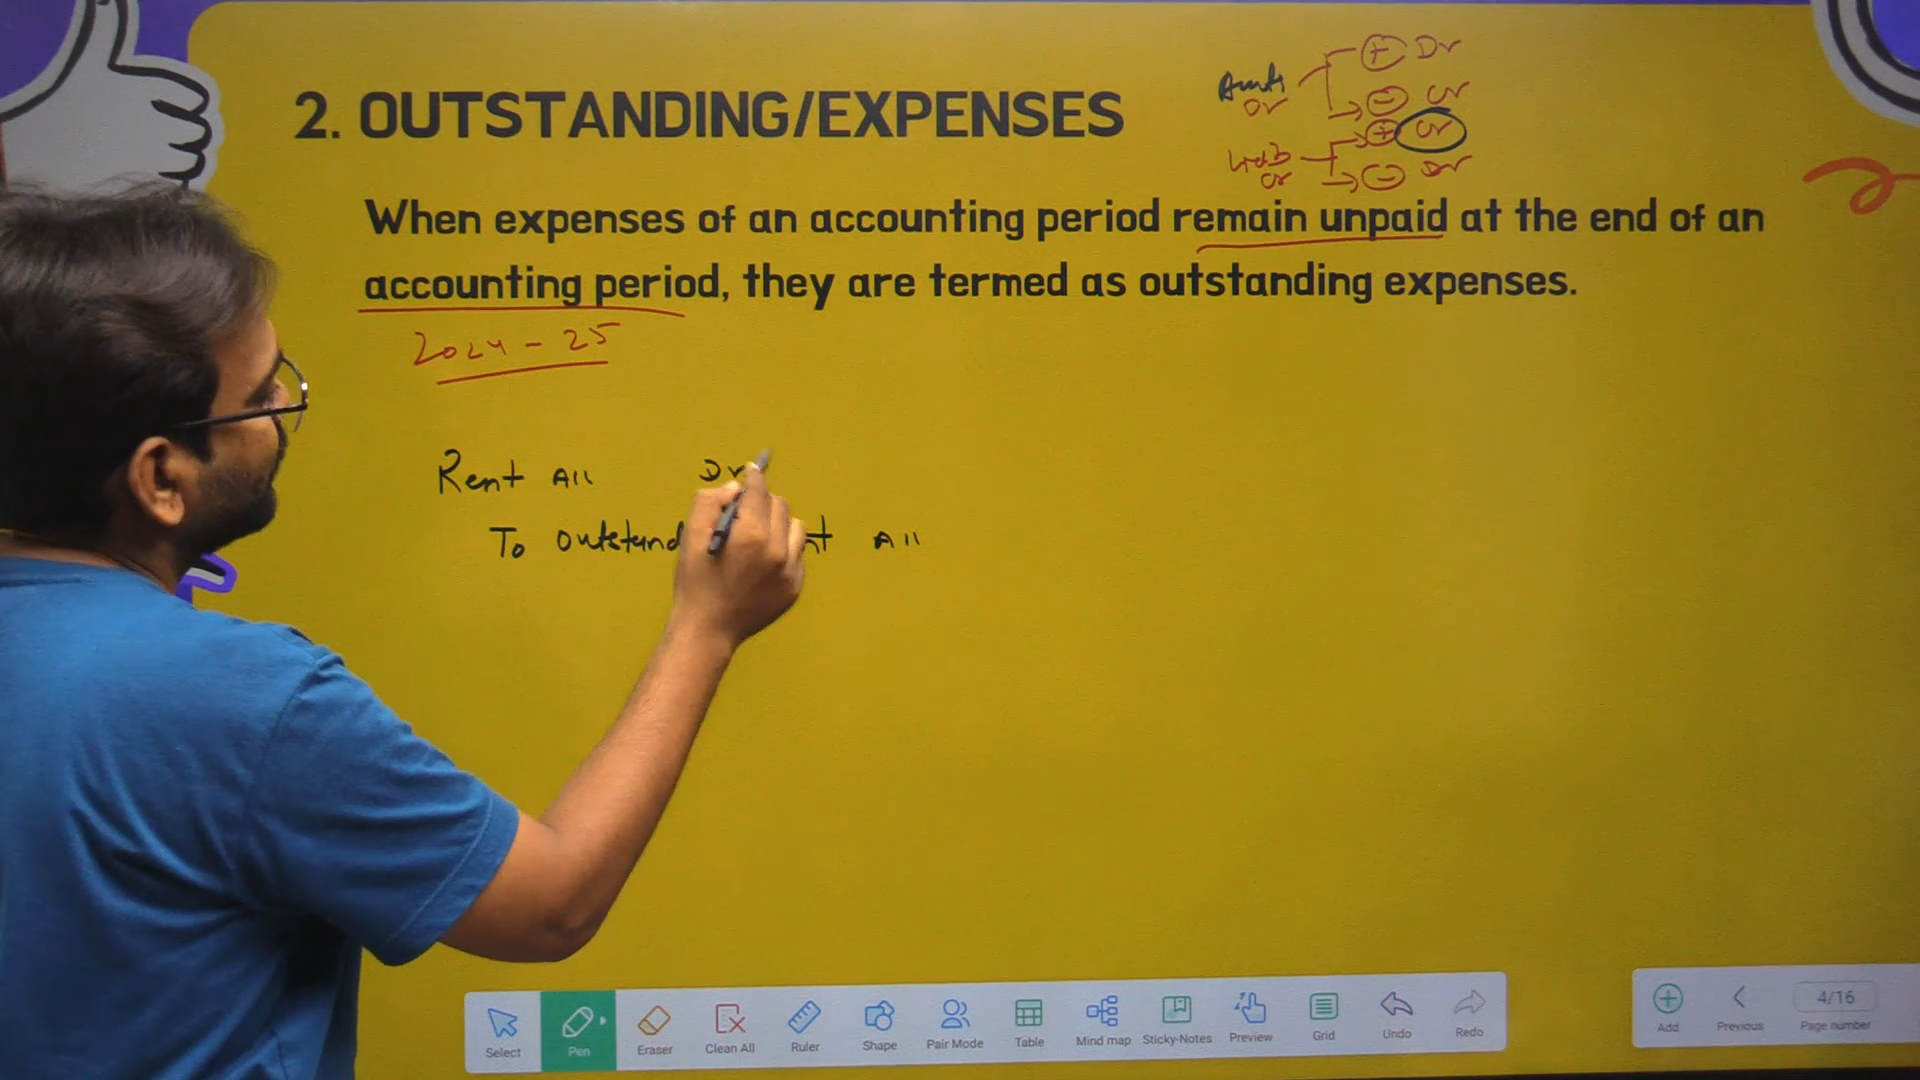 2. OUTSTANDING/EXPENSES
Dr
cr
Dr
cr
Liab
cr
Dr
When expenses of an accounting period remain unpaid at the end of an
accounting period, they are termed as outstanding expenses.
2024-25
Rent A/c Dr
To Outstand nt A/c
Select
Pen
Eraser
Clean All
Ruler
Shape
Pair Mode
Table
Mind map
Sticky-Notes
Preview
Grid
Undo
Redo
Add
Previous
4/16
Page number